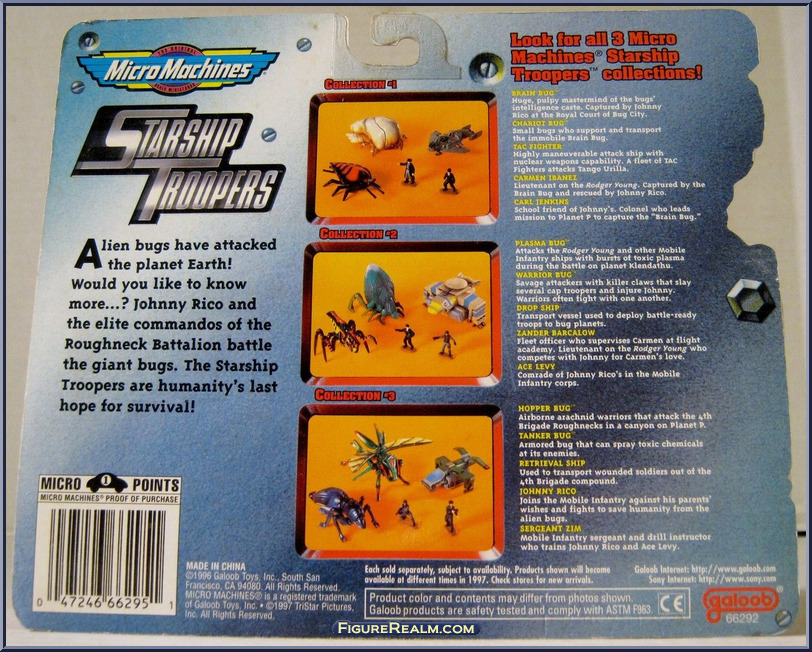 THE ORIGINAL
Micro Machines
SCALE MINIATURES
STARSHIP
TROOPERS
Alien bugs have attacked
the planet Earth!
Would you like to know
more...? Johnny Rico and
the elite commandos of the
Roughneck Battalion battle
the giant bugs. The Starship
Troopers are humanity's last
hope for survival!
MICRO 1 POINTS
MICRO MACHINES® PROOF OF PURCHASE
0 47246 66295 1
MADE IN CHINA
©1996 Galoob Toys, Inc., South San
Francisco, CA 94080. All Rights Reserved.
MICRO MACHINES® is a registered trademark
of Galoob Toys, Inc. • ©1997 TriStar Pictures,
Inc. All Rights Reserved.
COLLECTION #1
COLLECTION #2
COLLECTION #3
Look for all 3 Micro
Machines® Starship
Troopers™ collections!
BRAIN BUG™
Huge, pulpy mastermind of the bugs'
intelligence caste. Captured by Johnny
Rico at the Royal Court of Bug City.
CHARIOT BUG™
Small bugs who support and transport
the immobile Brain Bug.
TAC FIGHTER
Highly maneuverable attack ship with
nuclear weapons capability. A fleet of TAC
Fighters attacks Tango Urilla.
CARMEN IBANEZ
Lieutenant on the Rodger Young. Captured by the
Brain Bug and rescued by Johnny Rico.
CARL JENKINS
School friend of Johnny's. Colonel who leads
mission to Planet P to capture the "Brain Bug."
PLASMA BUG™
Attacks the Rodger Young and other Mobile
Infantry ships with bursts of toxic plasma
during the battle on planet Klendathu.
WARRIOR BUG™
Savage attackers with killer claws that slay
several cap troopers and injure Johnny.
Warriors often fight with one another.
DROP SHIP
Transport vessel used to deploy battle-ready
troops to bug planets.
ZANDER BARCALOW
Fleet officer who supervises Carmen at flight
academy. Lieutenant on the Rodger Young who
competes with Johnny for Carmen's love.
ACE LEVY
Comrade of Johnny Rico's in the Mobile
Infantry corps.
HOPPER BUG™
Airborne arachnid warriors that attack the 4th
Brigade Roughnecks in a canyon on Planet P.
TANKER BUG™
Armored bug that can spray toxic chemicals
at its enemies.
RETRIEVAL SHIP
Used to transport wounded soldiers out of the
4th Brigade compound.
JOHNNY RICO
Joins the Mobile Infantry against his parents'
wishes and fights to save humanity from the
alien bugs.
SERGEANT ZIM
Mobile Infantry sergeant and drill instructor
who trains Johnny Rico and Ace Levy.
Each sold separately, subject to availability. Products shown will become
available at different times in 1997. Check stores for new arrivals.
Galoob Internet: http://www.galoob.com
Sony Internet: http://www.sony.com
Product color and contents may differ from photos shown.
Galoob products are safety tested and comply with ASTM F963.
CE
galoob
66292
FIGUREREALM.COM